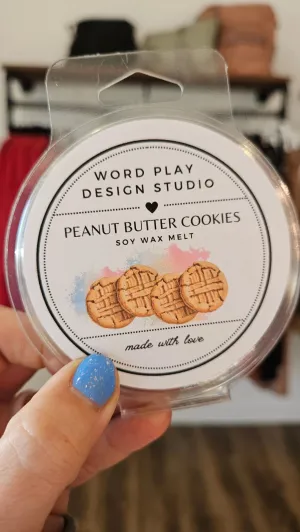 WORD PLAY
DESIGN STUDIO
PEANUT BUTTER COOKIES
SOY WAX MELT
made with love